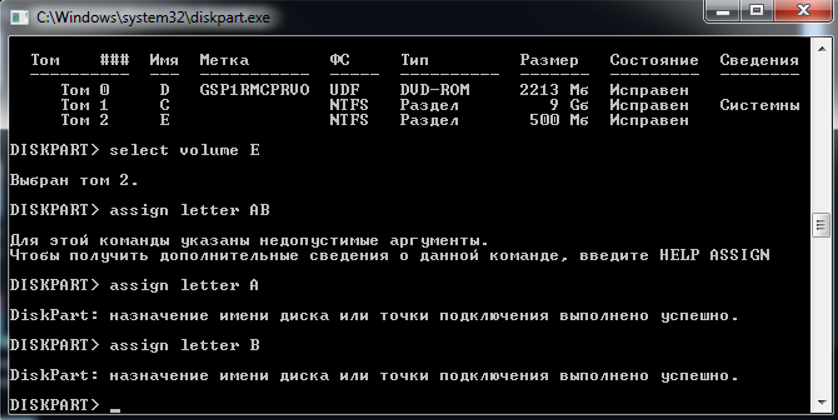 C:\Windows\system32\diskpart.exe
Том ### Имя Метка ФС Тип Размер Состояние Сведения
---------- --- ----------- ----- ---------- ------- --------- --------
Том 0 D GSP1RMCPRVO UDF DVD-ROM 2213 Мб Исправен
Том 1 C NTFS Раздел 9 Gб Исправен Системны
Том 2 E NTFS Раздел 500 Мб Исправен
DISKPART> select volume E
Выбран том 2.
DISKPART> assign letter AB
Для этой команды указаны недопустимые аргументы.
Чтобы получить дополнительные сведения о данной команде, введите HELP ASSIGN
DISKPART> assign letter A
DiskPart: назначение имени диска или точки подключения выполнено успешно.
DISKPART> assign letter B
DiskPart: назначение имени диска или точки подключения выполнено успешно.
DISKPART> _